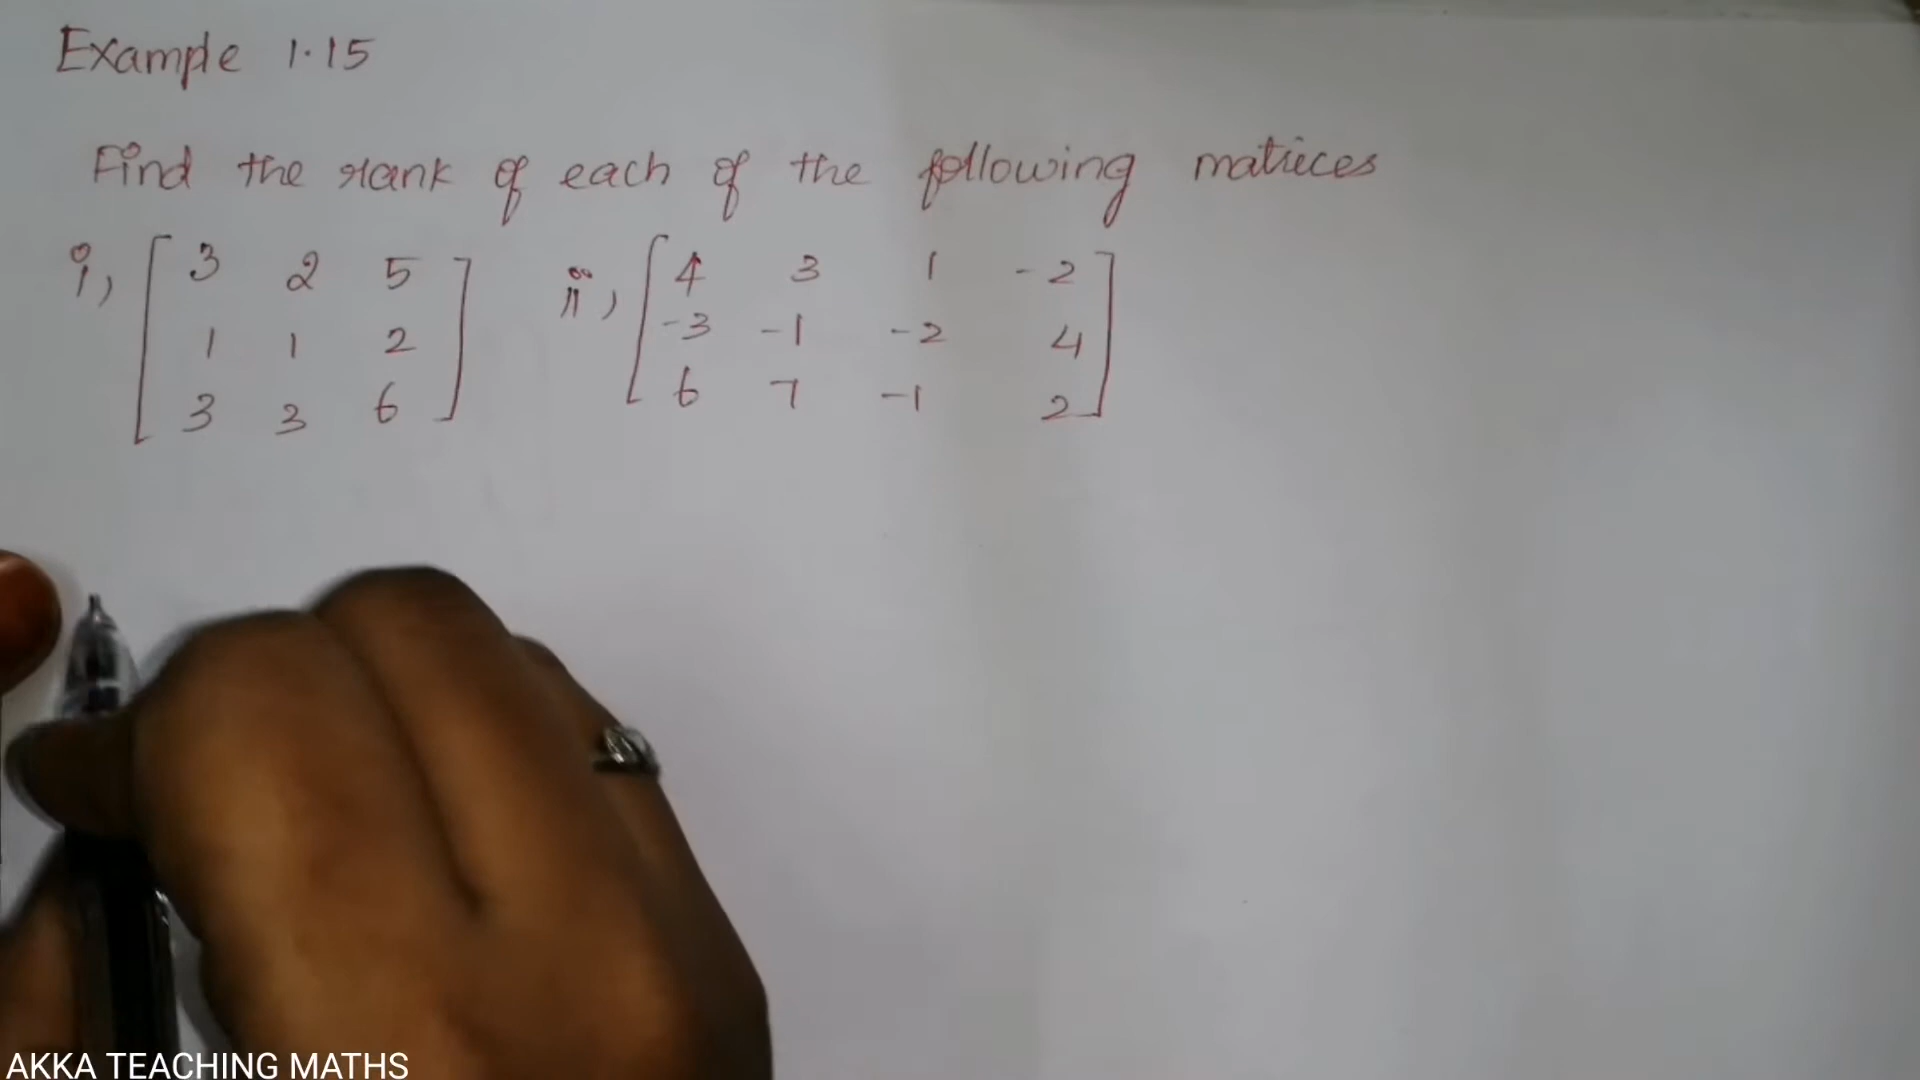 Example 1.15
Find the rank of each of the following matrices
i, [ 3 2 5 ii, [ 4 3 1 -2 ]
1 1 2 ] -3 -1 -2 4
3 3 6 6 7 -1 2
AKKA TEACHING MATHS